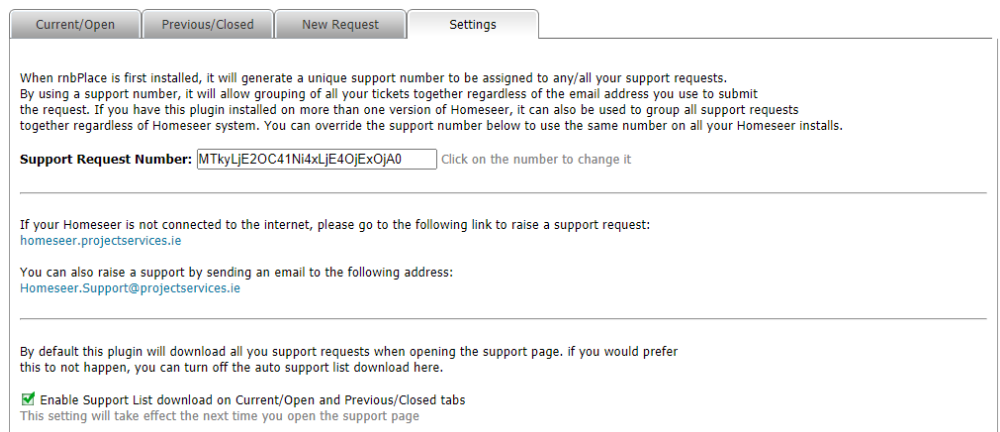 Current/Open
Previous/Closed
New Request
Settings
When rnbPlace is first installed, it will generate a unique support number to be assigned to any/all your support requests.
By using a support number, it will allow grouping of all your tickets together regardless of the email address you use to submit
the request. If you have this plugin installed on more than one version of Homeseer, it can also be used to group all support requests
together regardless of Homeseer system. You can override the support number below to use the same number on all your Homeseer installs.
Support Request Number: MTkyLjE2OC41Ni4xLjE4OjExOjA0 Click on the number to change it
If your Homeseer is not connected to the internet, please go to the following link to raise a support request:
homeseer.projectservices.ie
You can also raise a support by sending an email to the following address:
Homeseer.Support@projectservices.ie
By default this plugin will download all you support requests when opening the support page. if you would prefer
this to not happen, you can turn off the auto support list download here.
Enable Support List download on Current/Open and Previous/Closed tabs
This setting will take effect the next time you open the support page